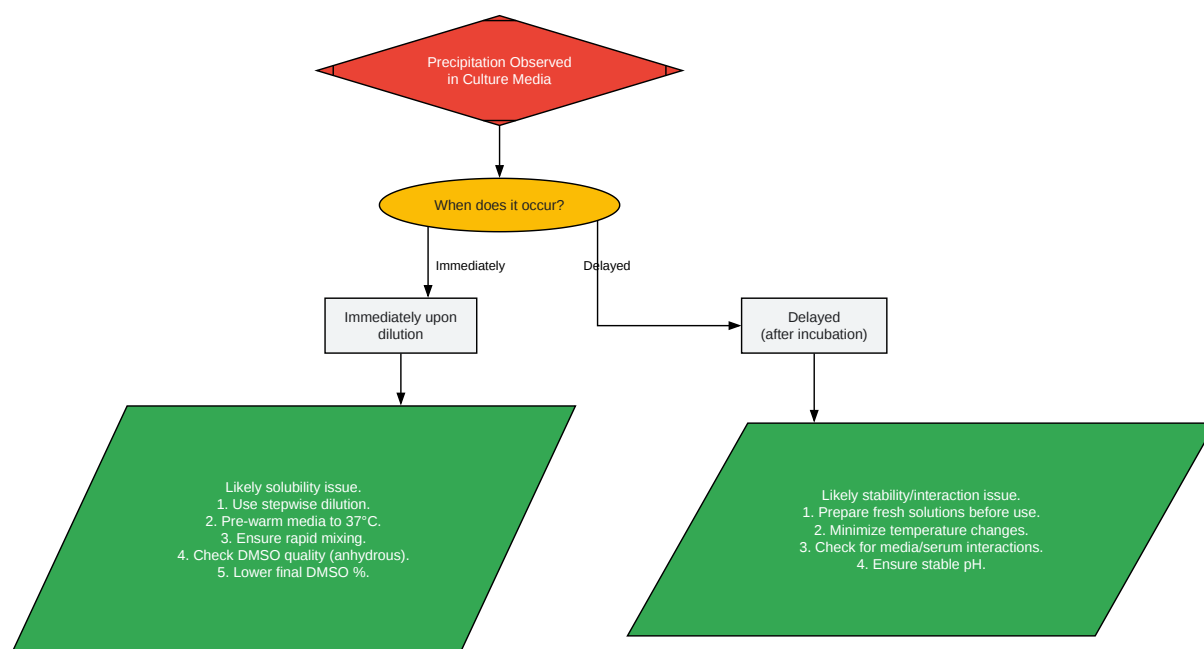 Precipitation Observed
in Culture Media
When does it occur?
Immediately
Delayed
Immediately upon
dilution
Delayed
(after incubation)
Likely solubility issue.
1. Use stepwise dilution.
2. Pre-warm media to 37°C.
3. Ensure rapid mixing.
4. Check DMSO quality (anhydrous).
5. Lower final DMSO %.
Likely stability/interaction issue.
1. Prepare fresh solutions before use.
2. Minimize temperature changes.
3. Check for media/serum interactions.
4. Ensure stable pH.